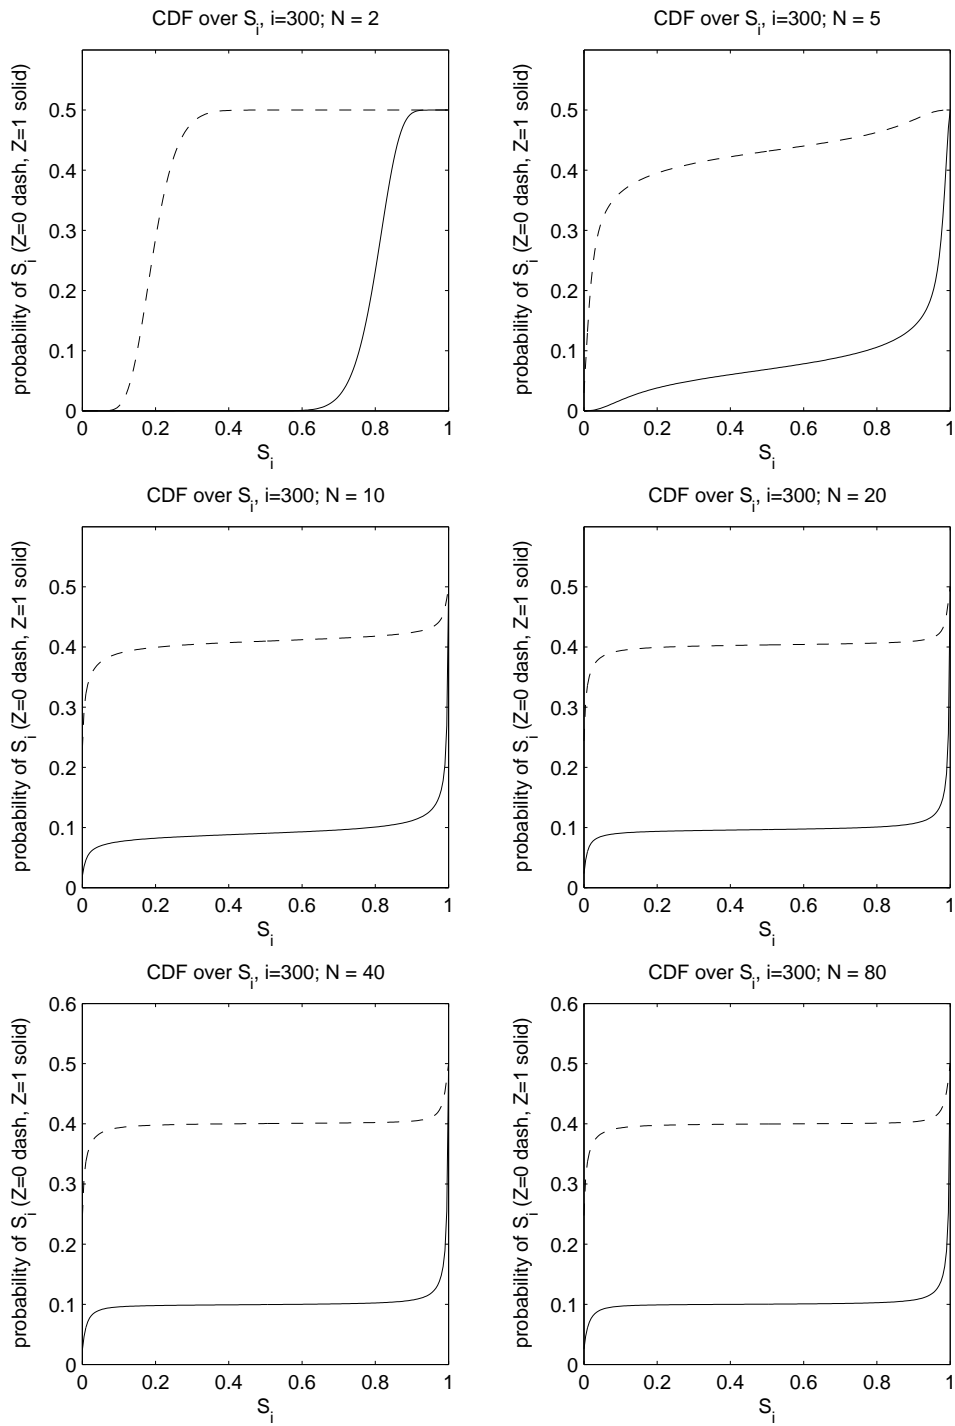 CDF over S_i, i=300; N = 2
probability of S_i (Z=0 dash, Z=1 solid)
0.5
0.4
0.3
0.2
0.1
0
0 0.2 0.4 0.6 0.8 1
S_i
CDF over S_i, i=300; N = 5
probability of S_i (Z=0 dash, Z=1 solid)
0.5
0.4
0.3
0.2
0.1
0
0 0.2 0.4 0.6 0.8 1
S_i
CDF over S_i, i=300; N = 10
probability of S_i (Z=0 dash, Z=1 solid)
0.5
0.4
0.3
0.2
0.1
0
0 0.2 0.4 0.6 0.8 1
S_i
CDF over S_i, i=300; N = 20
probability of S_i (Z=0 dash, Z=1 solid)
0.5
0.4
0.3
0.2
0.1
0
0 0.2 0.4 0.6 0.8 1
S_i
CDF over S_i, i=300; N = 40
probability of S_i (Z=0 dash, Z=1 solid)
0.6
0.5
0.4
0.3
0.2
0.1
0
0 0.2 0.4 0.6 0.8 1
S_i
CDF over S_i, i=300; N = 80
probability of S_i (Z=0 dash, Z=1 solid)
0.6
0.5
0.4
0.3
0.2
0.1
0
0 0.2 0.4 0.6 0.8 1
S_i